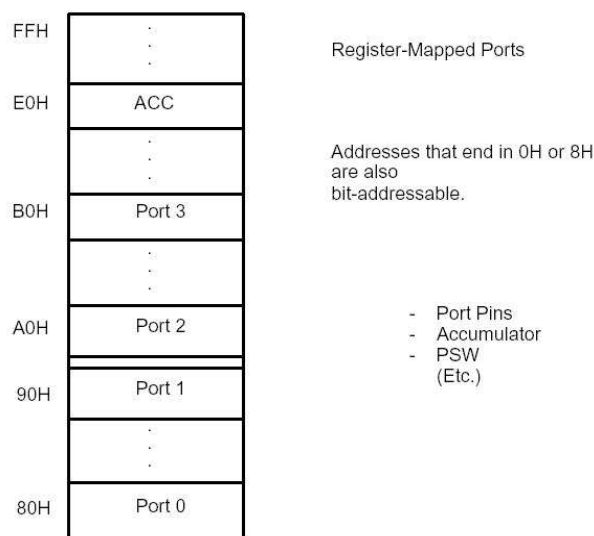 FFH
.
.
.
Register-Mapped Ports
E0H
ACC
.
.
.
Addresses that end in 0H or 8H
are also
bit-addressable.
B0H
Port 3
.
.
.
A0H
Port 2
- Port Pins
- Accumulator
- PSW
(Etc.)
90H
Port 1
.
.
.
80H
Port 0